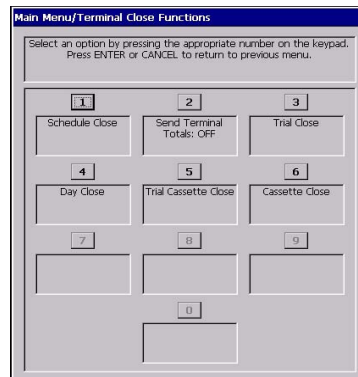 Main Menu/Terminal Close Functions
Select an option by pressing the appropriate number on the keypad.
Press ENTER or CANCEL to return to previous menu.
1 2 3
Schedule Close Send Terminal Trial Close
Totals: OFF
4 5 6
Day Close Trial Cassette Close Cassette Close
7 8 9
0